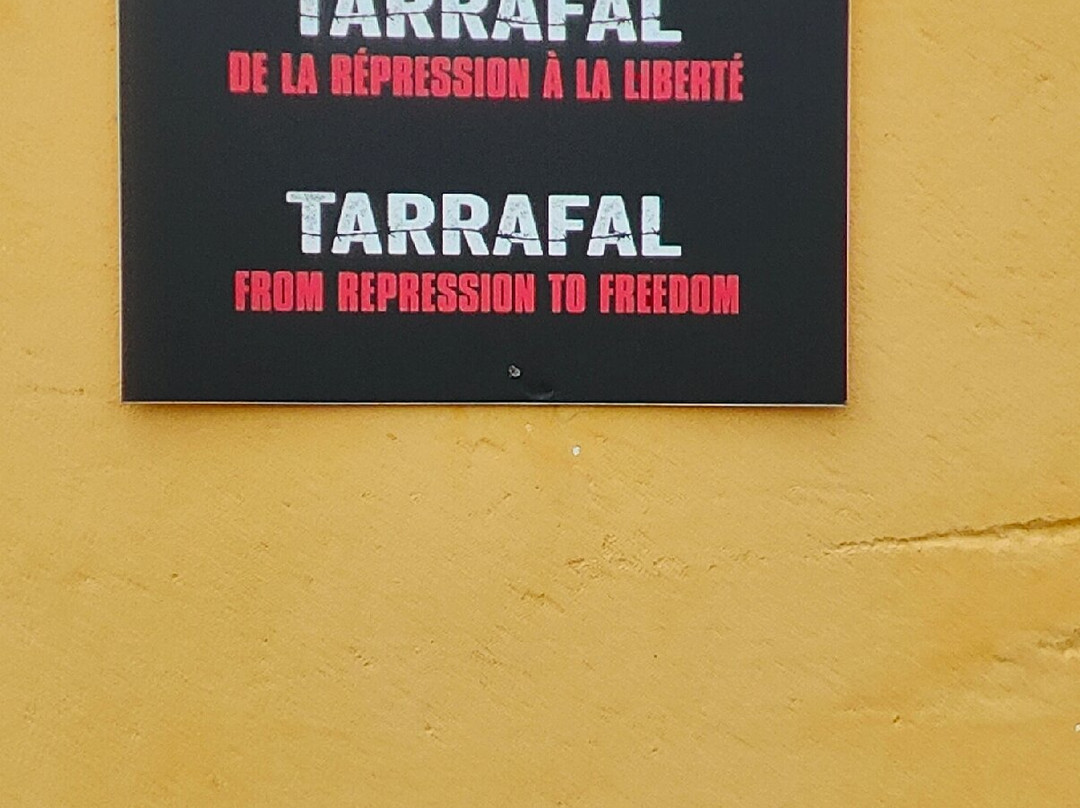 TARRAFAL
DE LA RÉPRESSION À LA LIBERTÉ
TARRAFAL
FROM REPRESSION TO FREEDOM